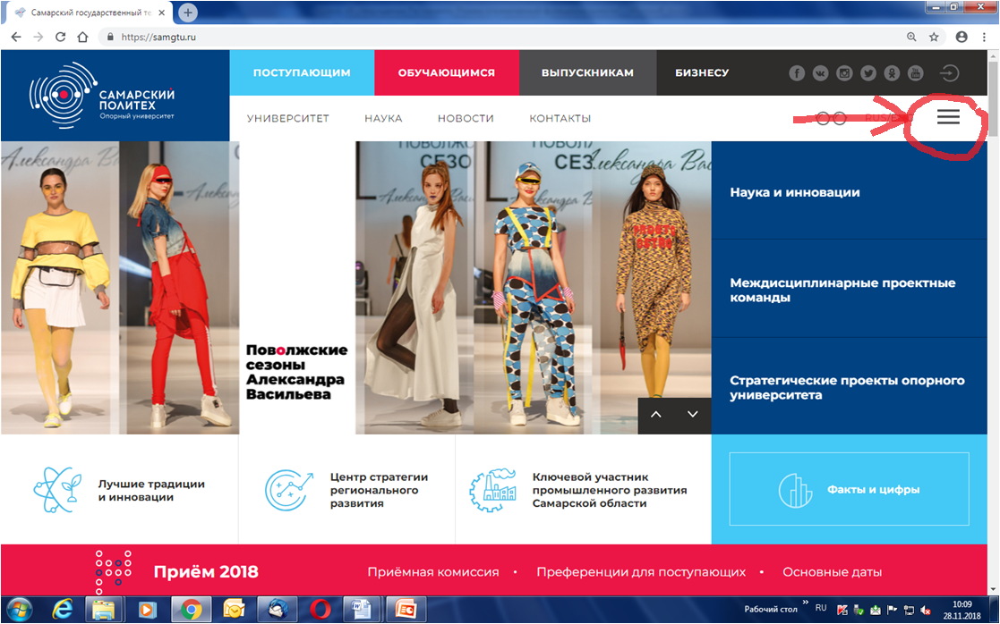 Самарский государственный те
https://samgtu.ru
САМАРСКИЙ
ПОЛИТЕХ
Опорный университет
ПОСТУПАЮЩИМ
ОБУЧАЮЩИМСЯ
ВЫПУСКНИКАМ
БИЗНЕСУ
УНИВЕРСИТЕТ
НАУКА
НОВОСТИ
КОНТАКТЫ
RUS/
Александра Вас
ПОВОЛЖС
СЕЗО
СЕЗ
Александра Вас
Поволжские
сезоны
Александра
Васильева
Наука и инновации
Междисциплинарные проектные
команды
Стратегические проекты опорного
университета
Лучшие традиции
и инновации
Центр стратегии
регионального
развития
Ключевой участник
промышленного развития
Самарской области
Факты и цифры
Приём 2018
Приёмная комиссия • Преференции для поступающих • Основные даты
Рабочий стол
RU
10:09
28.11.2018